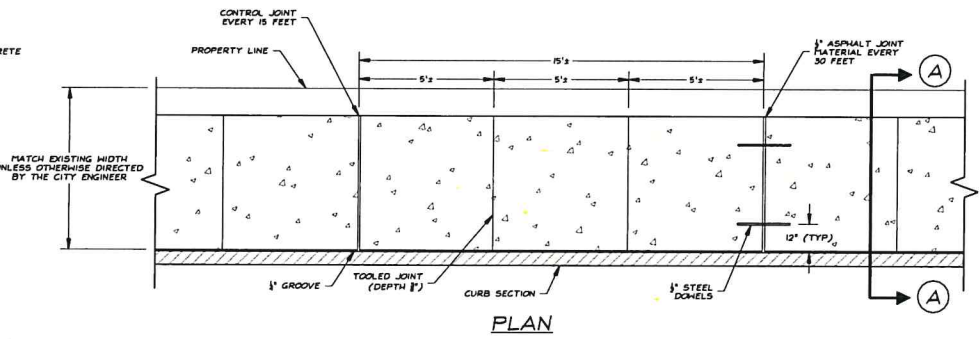 CONTROL JOINT
EVERY 15 FEET
PROPERTY LINE
15'±
5'±
5'±
5'±
ASPHALT JOINT
MATERIAL EVERY
30 FEET
A
MATCH EXISTING WIDTH
UNLESS OTHERWISE DIRECTED
BY THE CITY ENGINEER
12" (TYP)
GROOVE
TOOLED JOINT
(DEPTH
CURB SECTION
STEEL
DOWELS
A
PLAN